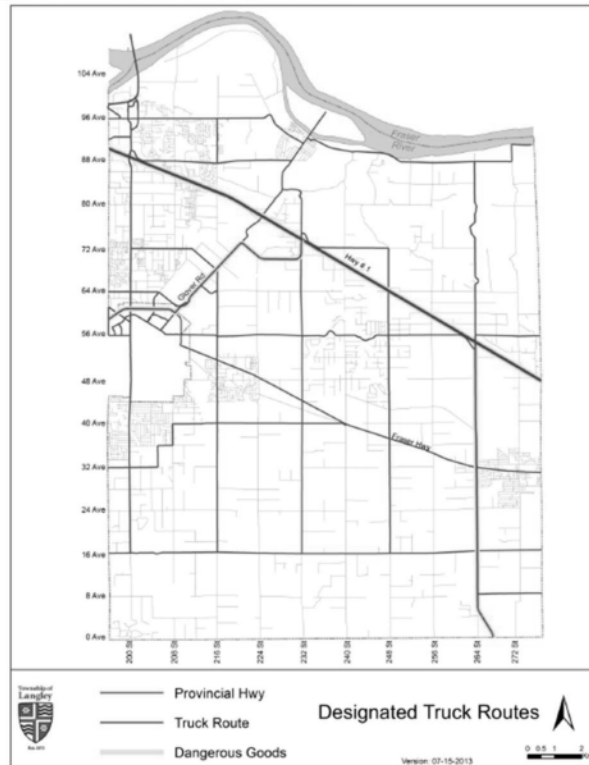 104 Ave
96 Ave
88 Ave
80 Ave
72 Ave
64 Ave
56 Ave
48 Ave
40 Ave
32 Ave
24 Ave
16 Ave
8 Ave
0 Ave
Fraser
River
Hwy # 1
Glover Rd
Fraser Hwy
200 St
208 St
216 St
224 St
232 St
240 St
248 St
256 St
264 St
272 St
Township of
Langley
Est. 1873
Provincial Hwy
Truck Route
Dangerous Goods
Designated Truck Routes
Version: 07-15-2013
0 0.5 1 2